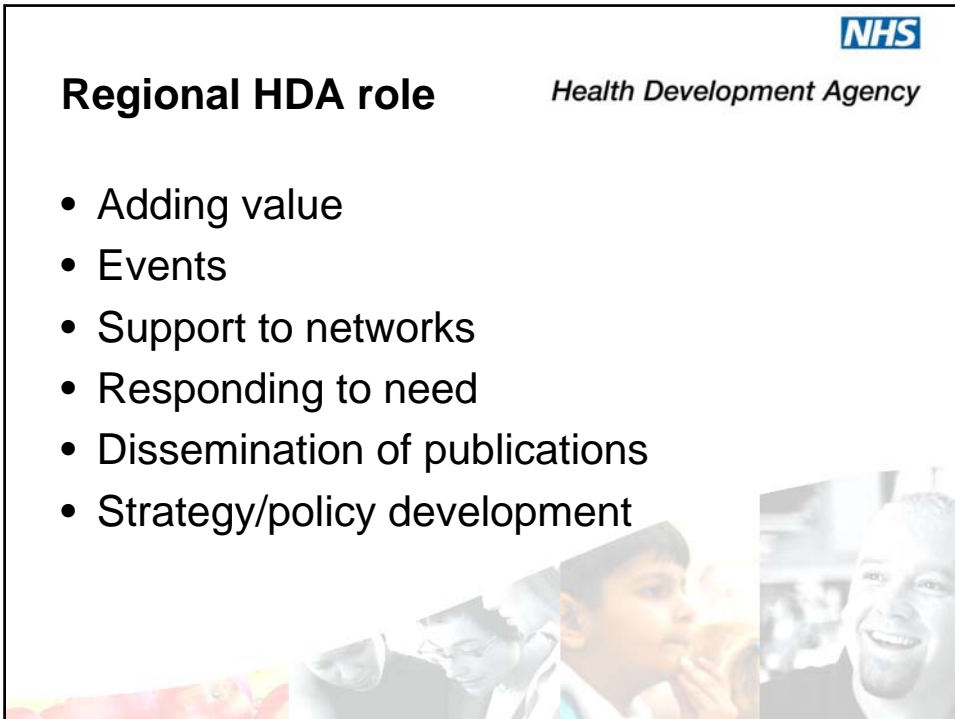 NHS
Regional HDA role
Health Development Agency
• Adding value
• Events
• Support to networks
• Responding to need
• Dissemination of publications
• Strategy/policy development